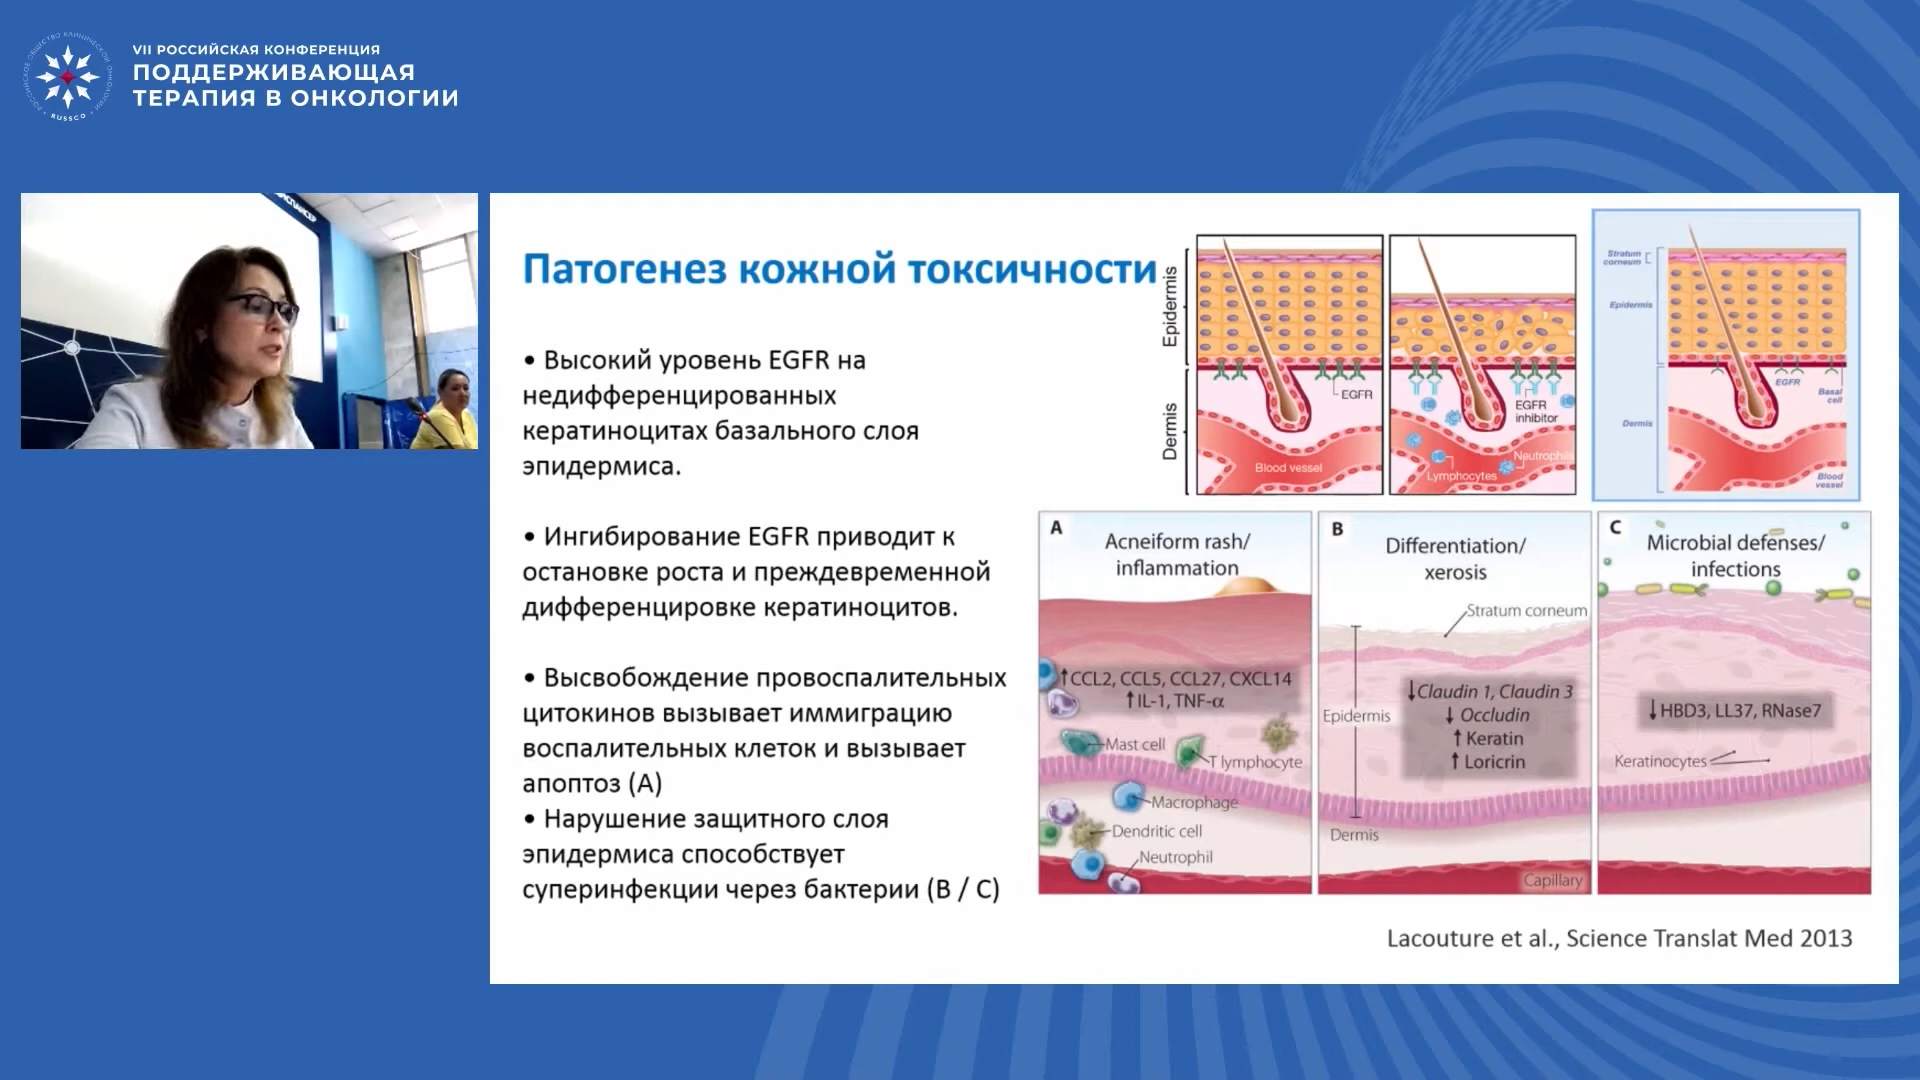 VII РОССИЙСКАЯ КОНФЕРЕНЦИЯ
ПОДДЕРЖИВАЮЩАЯ
ТЕРАПИЯ В ОНКОЛОГИИ
РОССИЙСКОЕ ОБЩЕСТВО КЛИНИЧЕСКОЙ ОНКОЛОГИИ
RUSSCO
Патогенез кожной токсичности
• Высокий уровень EGFR на
недифференцированных
кератиноцитах базального слоя
эпидермиса.
• Ингибирование EGFR приводит к
остановке роста и преждевременной
дифференцировке кератиноцитов.
• Высвобождение провоспалительных
цитокинов вызывает иммиграцию
воспалительных клеток и вызывает
апоптоз (А)
• Нарушение защитного слоя
эпидермиса способствует
суперинфекции через бактерии (B / C)
Epidermis
Dermis
EGFR
Blood vessel
EGFR
inhibitor
Neutrophils
Lymphocytes
Stratum
corneum
Epidermis
EGFR
Basal
cell
Dermis
Blood
vessel
A
Acneiform rash/
inflammation
↑CCL2, CCL5, CCL27, CXCL14
↑IL-1, TNF-α
Mast cell
T lymphocyte
Macrophage
Dendritic cell
Neutrophil
B
Differentiation/
xerosis
Stratum corneum
↓Claudin 1, Claudin 3
↓ Occludin
↑ Keratin
↑ Loricrin
Epidermis
Dermis
Capillary
C
Microbial defenses/
infections
↓HBD3, LL37, RNase7
Keratinocytes
Lacouture et al., Science Translat Med 2013